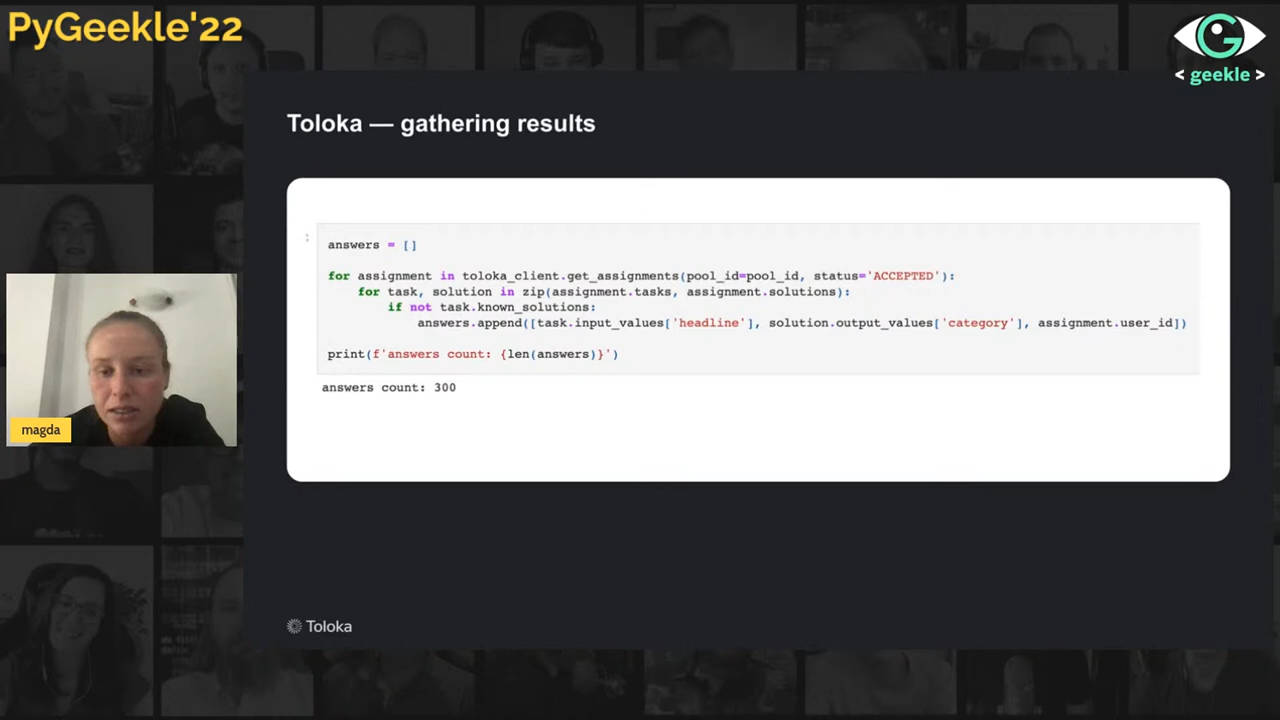 PyGeekle'22
G
< geekle >
Toloka — gathering results
:
answers = []
for assignment in toloka_client.get_assignments(pool_id=pool_id, status='ACCEPTED'):
    for task, solution in zip(assignment.tasks, assignment.solutions):
        if not task.known_solutions:
            answers.append([task.input_values['headline'], solution.output_values['category'], assignment.user_id])
print(f'answers count: {len(answers)}')
answers count: 300
magda
Toloka